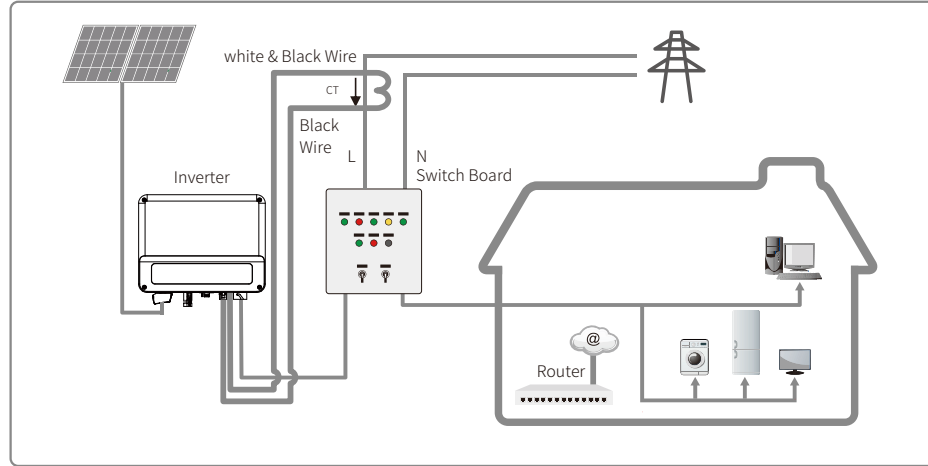 white & Black Wire
CT
Black
Wire
L
N
Switch Board
Inverter
@
Router